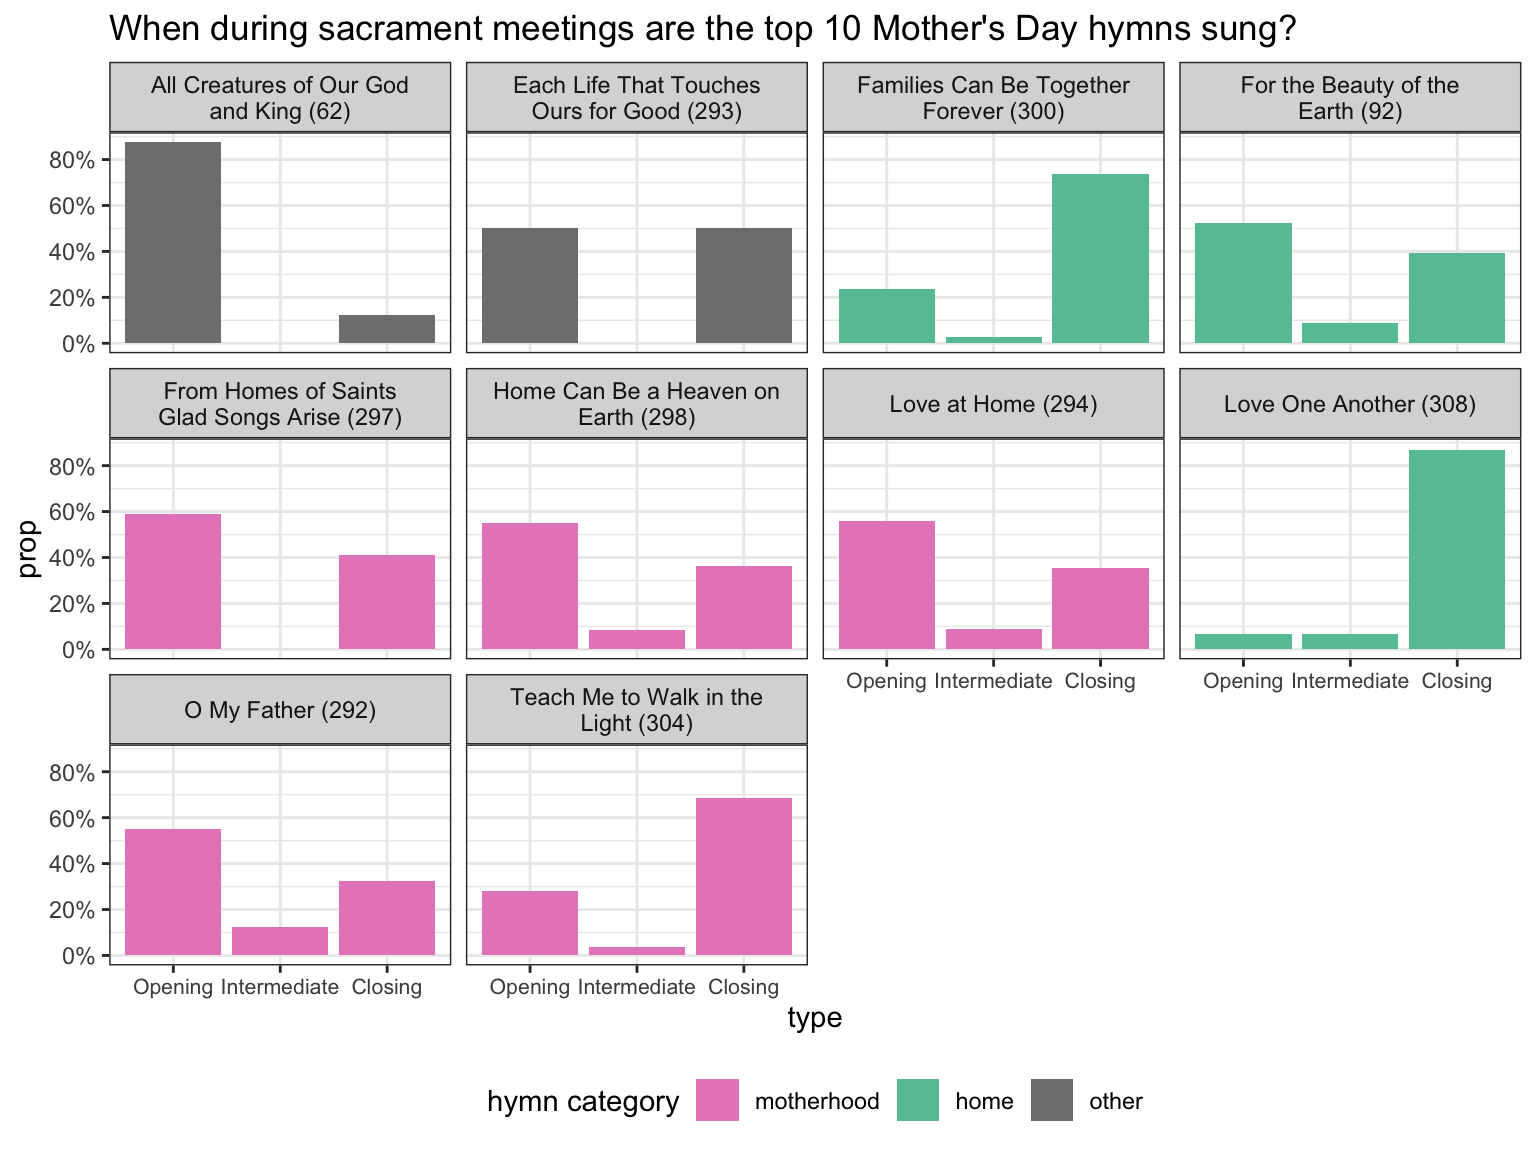 When during sacrament meetings are the top 10 Mother's Day hymns sung?
All Creatures of Our God
and King (62)
Each Life That Touches
Ours for Good (293)
Families Can Be Together
Forever (300)
For the Beauty of the
Earth (92)
80%
60%
40%
20%
0%
From Homes of Saints
Glad Songs Arise (297)
Home Can Be a Heaven on
Earth (298)
Love at Home (294)
Love One Another (308)
80%
60%
40%
20%
0%
prop
Opening Intermediate Closing
Opening Intermediate Closing
O My Father (292)
Teach Me to Walk in the
Light (304)
80%
60%
40%
20%
0%
Opening Intermediate Closing
Opening Intermediate Closing
type
hymn category motherhood home other